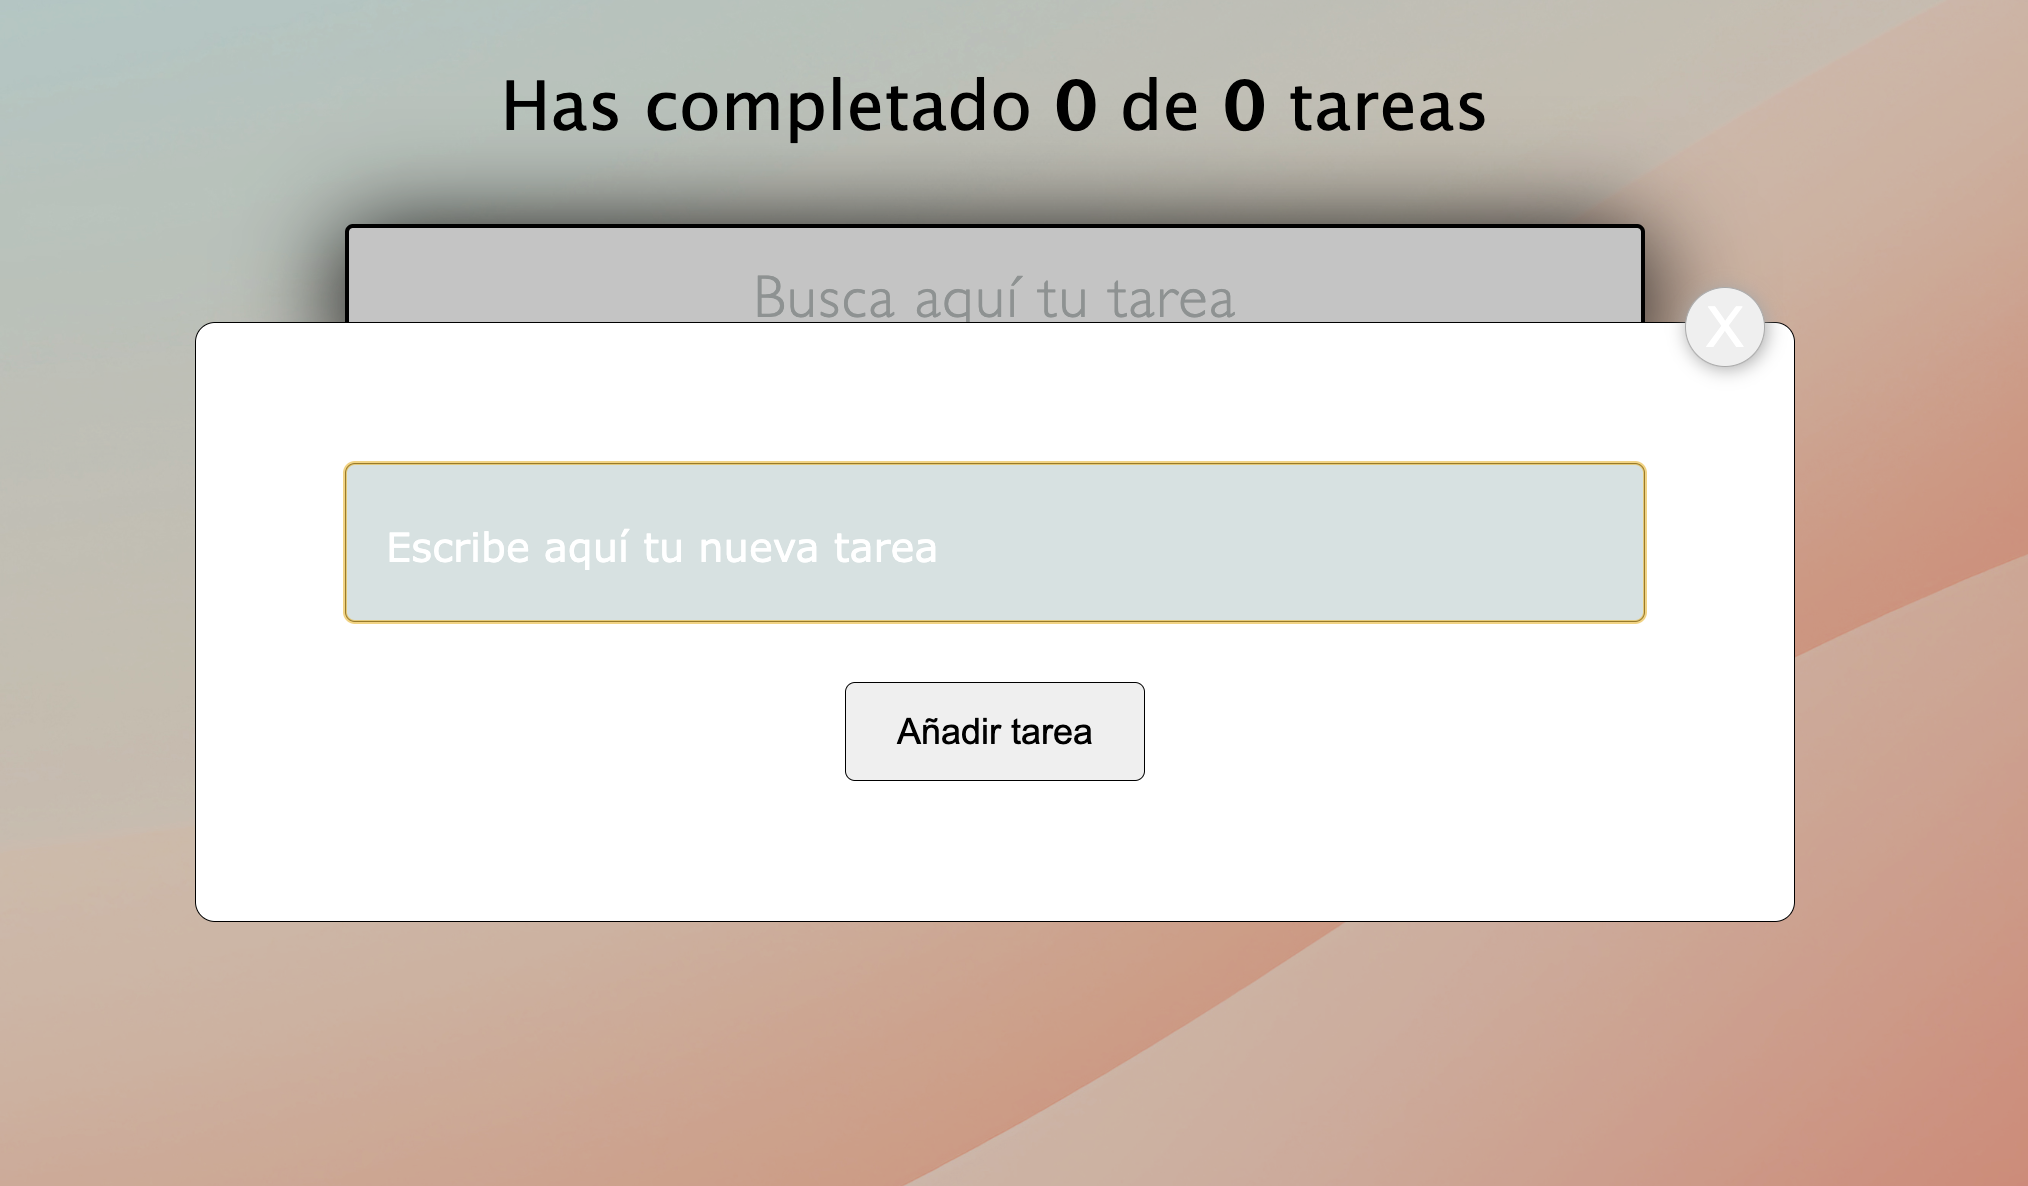 Has completado 0 de 0 tareas
Busca aquí tu tarea
X
Escribe aquí tu nueva tarea
Añadir tarea